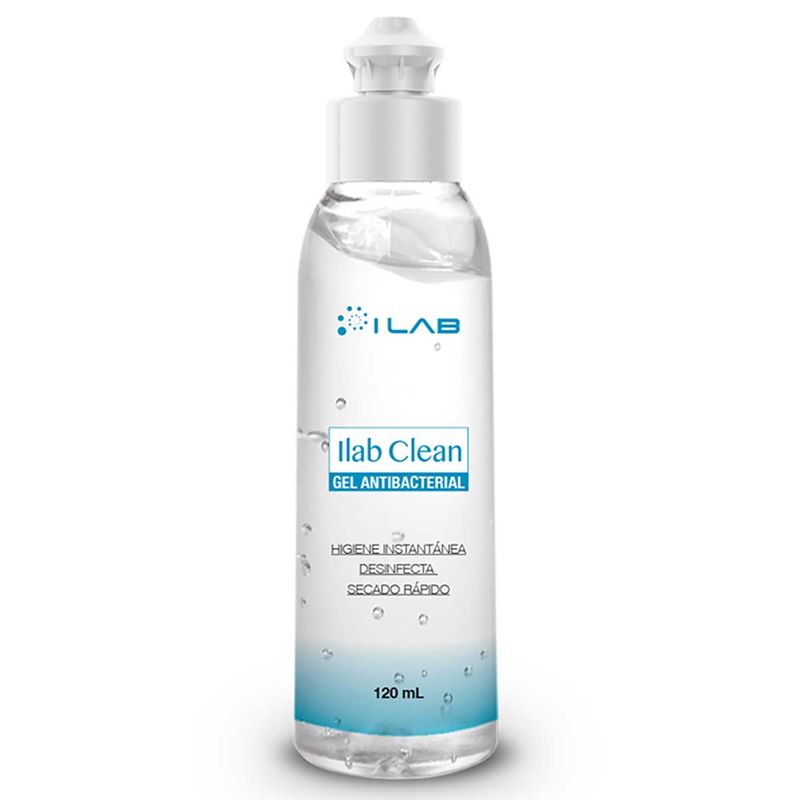 I LAB
Ilab Clean
GEL ANTIBACTERIAL
HIGIENE INSTANTÁNEA
DESINFECTA
SECADO RÁPIDO
120 mL